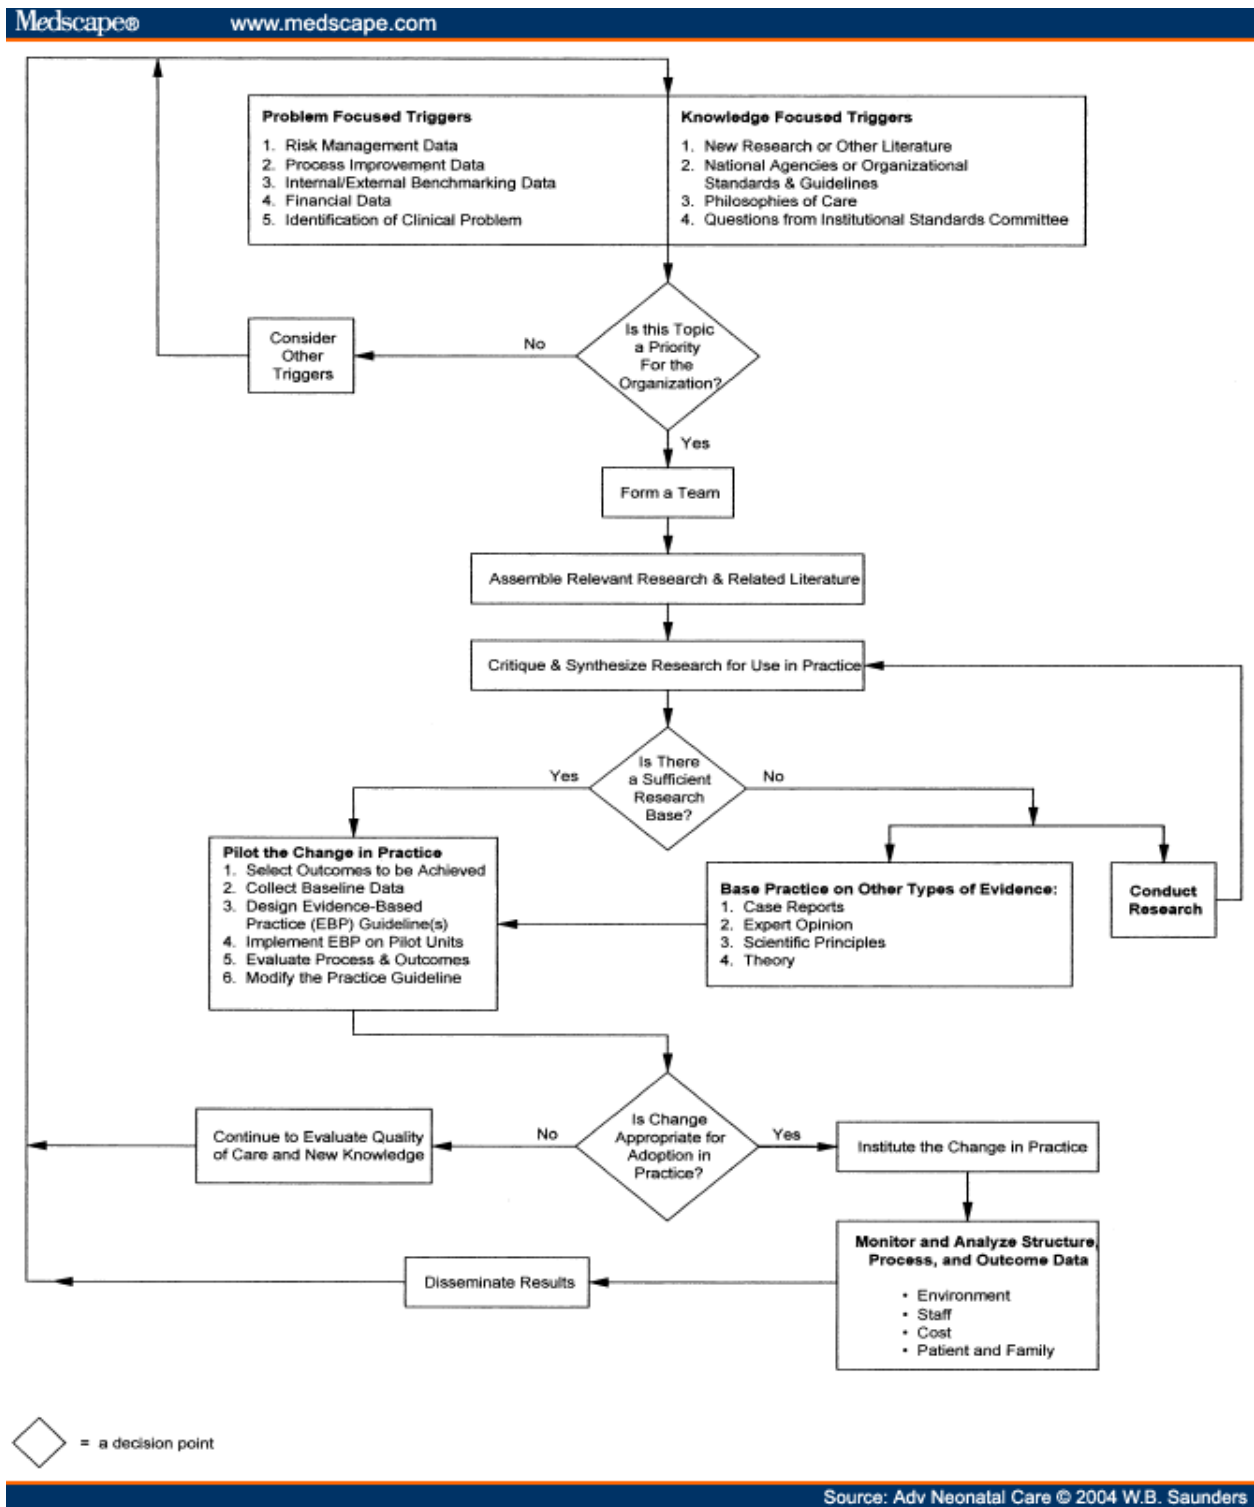 Medscape® www.medscape.com
Problem Focused Triggers
1. Risk Management Data
2. Process Improvement Data
3. Internal/External Benchmarking Data
4. Financial Data
5. Identification of Clinical Problem
Knowledge Focused Triggers
1. New Research or Other Literature
2. National Agencies or Organizational
Standards & Guidelines
3. Philosophies of Care
4. Questions from Institutional Standards Committee
Is this Topic
a Priority
For the
Organization?
No
Consider
Other
Triggers
Yes
Form a Team
Assemble Relevant Research & Related Literature
Critique & Synthesize Research for Use in Practice
Is There
a Sufficient
Research
Base?
Yes
No
Pilot the Change in Practice
1. Select Outcomes to be Achieved
2. Collect Baseline Data
3. Design Evidence-Based
Practice (EBP) Guideline(s)
4. Implement EBP on Pilot Units
5. Evaluate Process & Outcomes
6. Modify the Practice Guideline
Base Practice on Other Types of Evidence:
1. Case Reports
2. Expert Opinion
3. Scientific Principles
4. Theory
Conduct
Research
Is Change
Appropriate for
Adoption in
Practice?
No
Yes
Continue to Evaluate Quality
of Care and New Knowledge
Institute the Change in Practice
Monitor and Analyze Structure,
Process, and Outcome Data
• Environment
• Staff
• Cost
• Patient and Family
Disseminate Results
= a decision point
Source: Adv Neonatal Care © 2004 W.B. Saunders